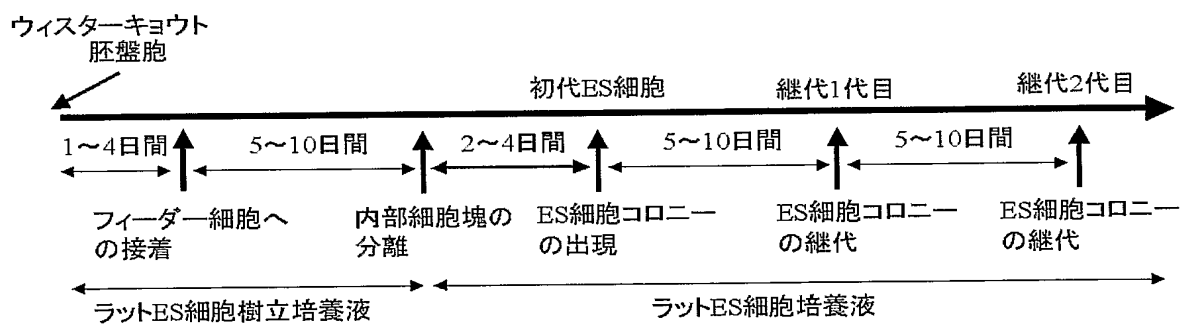 ウィスターキョウト
胚盤胞
初代ES細胞
継代1代目
継代2代目
1〜4日間
5〜10日間
2〜4日間
5〜10日間
5〜10日間
フィーダー細胞へ
の接着
内部細胞塊の
分離
ES細胞コロニー
の出現
ES細胞コロニー
の継代
ES細胞コロニー
の継代
ラットES細胞樹立培養液
ラットES細胞培養液